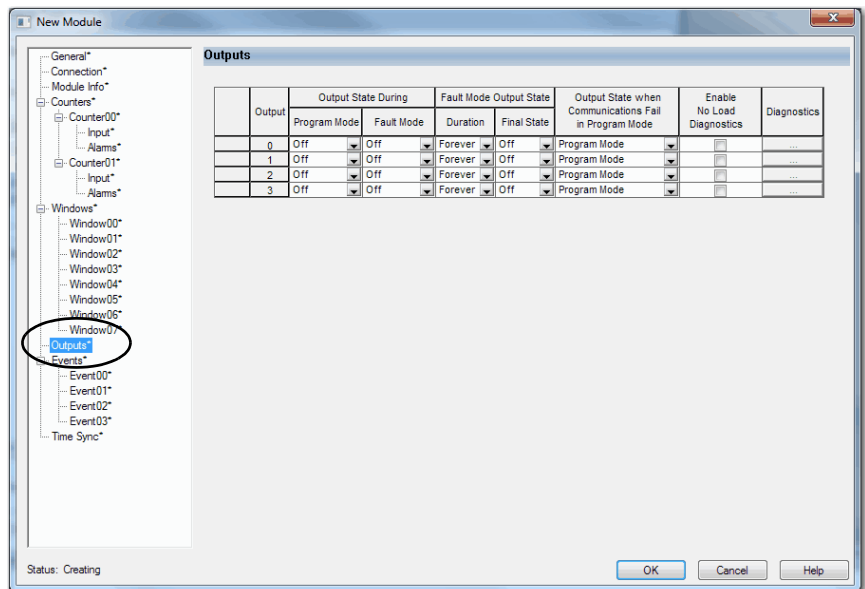 New Module
x
General*
Connection*
Module Info*
Counters*
Counter00*
Input*
Alarms*
Counter01*
Input*
Alarms*
Windows*
Window00*
Window01*
Window02*
Window03*
Window04*
Window05*
Window06*
Window07*
Outputs*
Events*
Event00*
Event01*
Event02*
Event03*
Time Sync*
Outputs
Output | Output State During | Fault Mode Output State | Output State when Communications Fail in Program Mode | Enable No Load Diagnostics | Diagnostics
Program Mode | Fault Mode | Duration | Final State
0 Off Off Forever Off Program Mode ...
1 Off Off Forever Off Program Mode ...
2 Off Off Forever Off Program Mode ...
3 Off Off Forever Off Program Mode ...
Status: Creating
OK Cancel Help